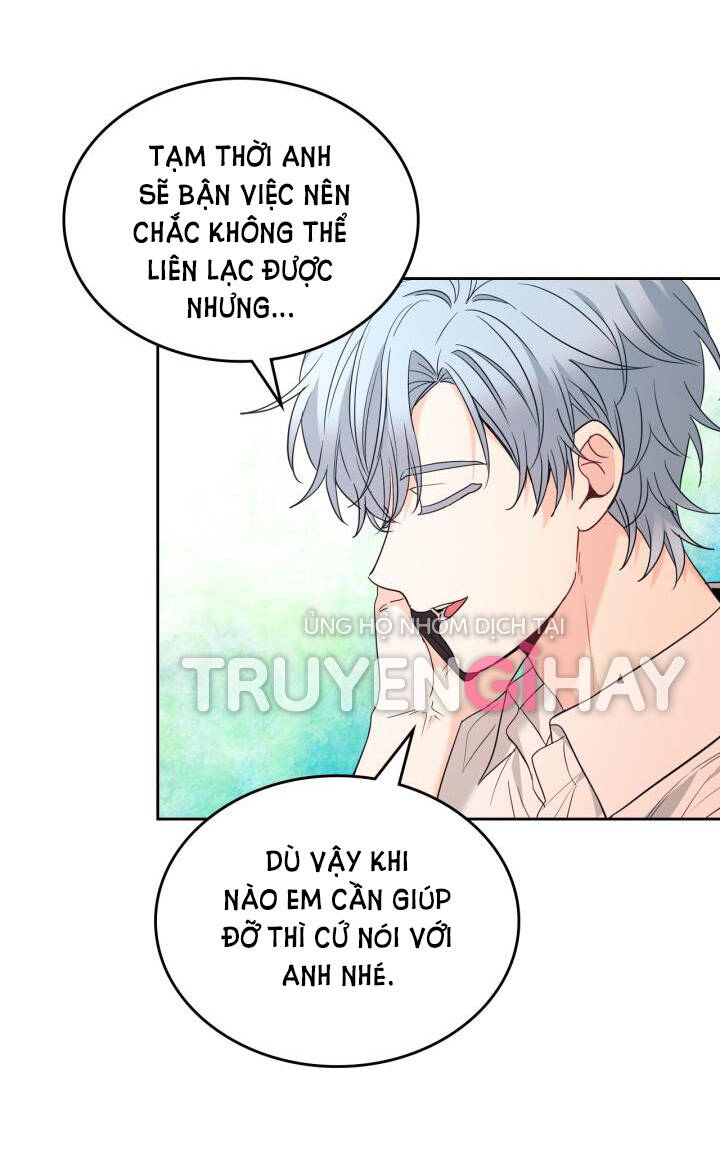 TẠM THỜI ANH
SẼ BẬN VIỆC NÊN
CHẮC KHÔNG THỂ
LIÊN LẠC ĐƯỢC
NHƯNG...
ỦNG HỘ NHÓM DỊCH TẠI
TRUYENGIHAY
DÙ VẬY KHI
NÀO EM CẦN GIÚP
ĐỠ THÌ CỨ NÓI VỚI
ANH NHÉ.